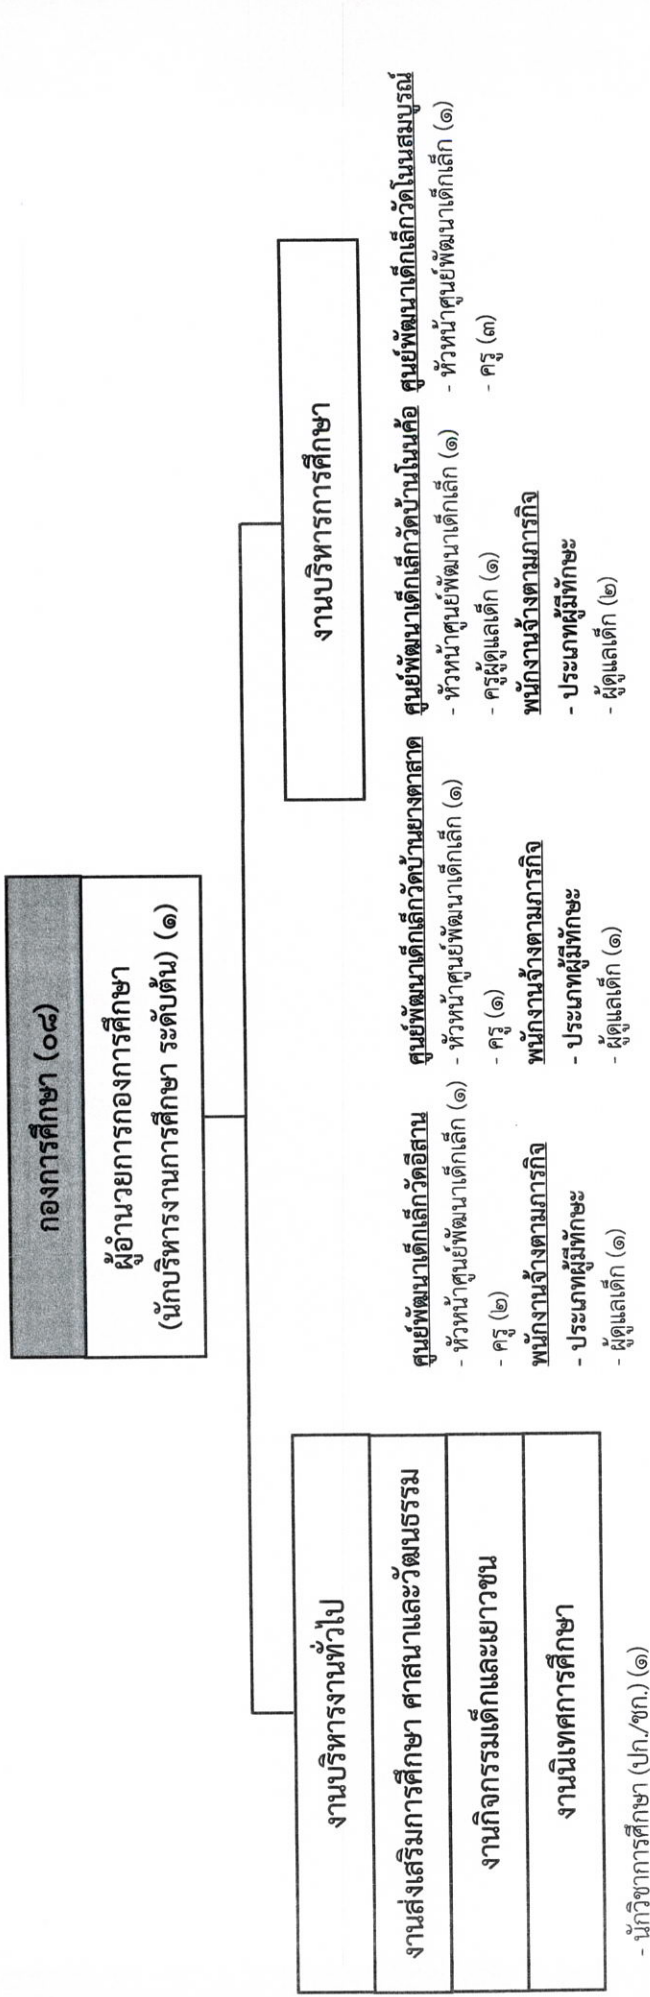 กองการศึกษา (๐๘)
ผู้อำนวยการกองการศึกษา
(นักบริหารงานการศึกษา ระดับต้น) (๑)
งานบริหารงานทั่วไป
งานส่งเสริมการศึกษา ศาสนาและวัฒนธรรม
งานกิจกรรมเด็กและเยาวชน
งานนิเทศการศึกษา
- นักวิชาการศึกษา (ปก./ชก.) (๑)
งานบริหารการศึกษา
ศูนย์พัฒนาเด็กเล็กวัดอีสาน
- หัวหน้าศูนย์พัฒนาเด็กเล็ก (๑)
- ครู (๒)
พนักงานจ้างตามภารกิจ
- ประเภทผู้มีทักษะ
- ผู้ดูแลเด็ก (๑)
ศูนย์พัฒนาเด็กเล็กวัดบ้านยางตาสาด
- หัวหน้าศูนย์พัฒนาเด็กเล็ก (๑)
- ครู (๑)
พนักงานจ้างตามภารกิจ
- ประเภทผู้มีทักษะ
- ผู้ดูแลเด็ก (๑)
ศูนย์พัฒนาเด็กเล็กวัดบ้านโนนค้อ
- หัวหน้าศูนย์พัฒนาเด็กเล็ก (๑)
- ครูผู้ดูแลเด็ก (๑)
พนักงานจ้างตามภารกิจ
- ประเภทผู้มีทักษะ
- ผู้ดูแลเด็ก (๒)
ศูนย์พัฒนาเด็กเล็กวัดโนนสมบูรณ์
- หัวหน้าศูนย์พัฒนาเด็กเล็ก (๑)
- ครู (๓)